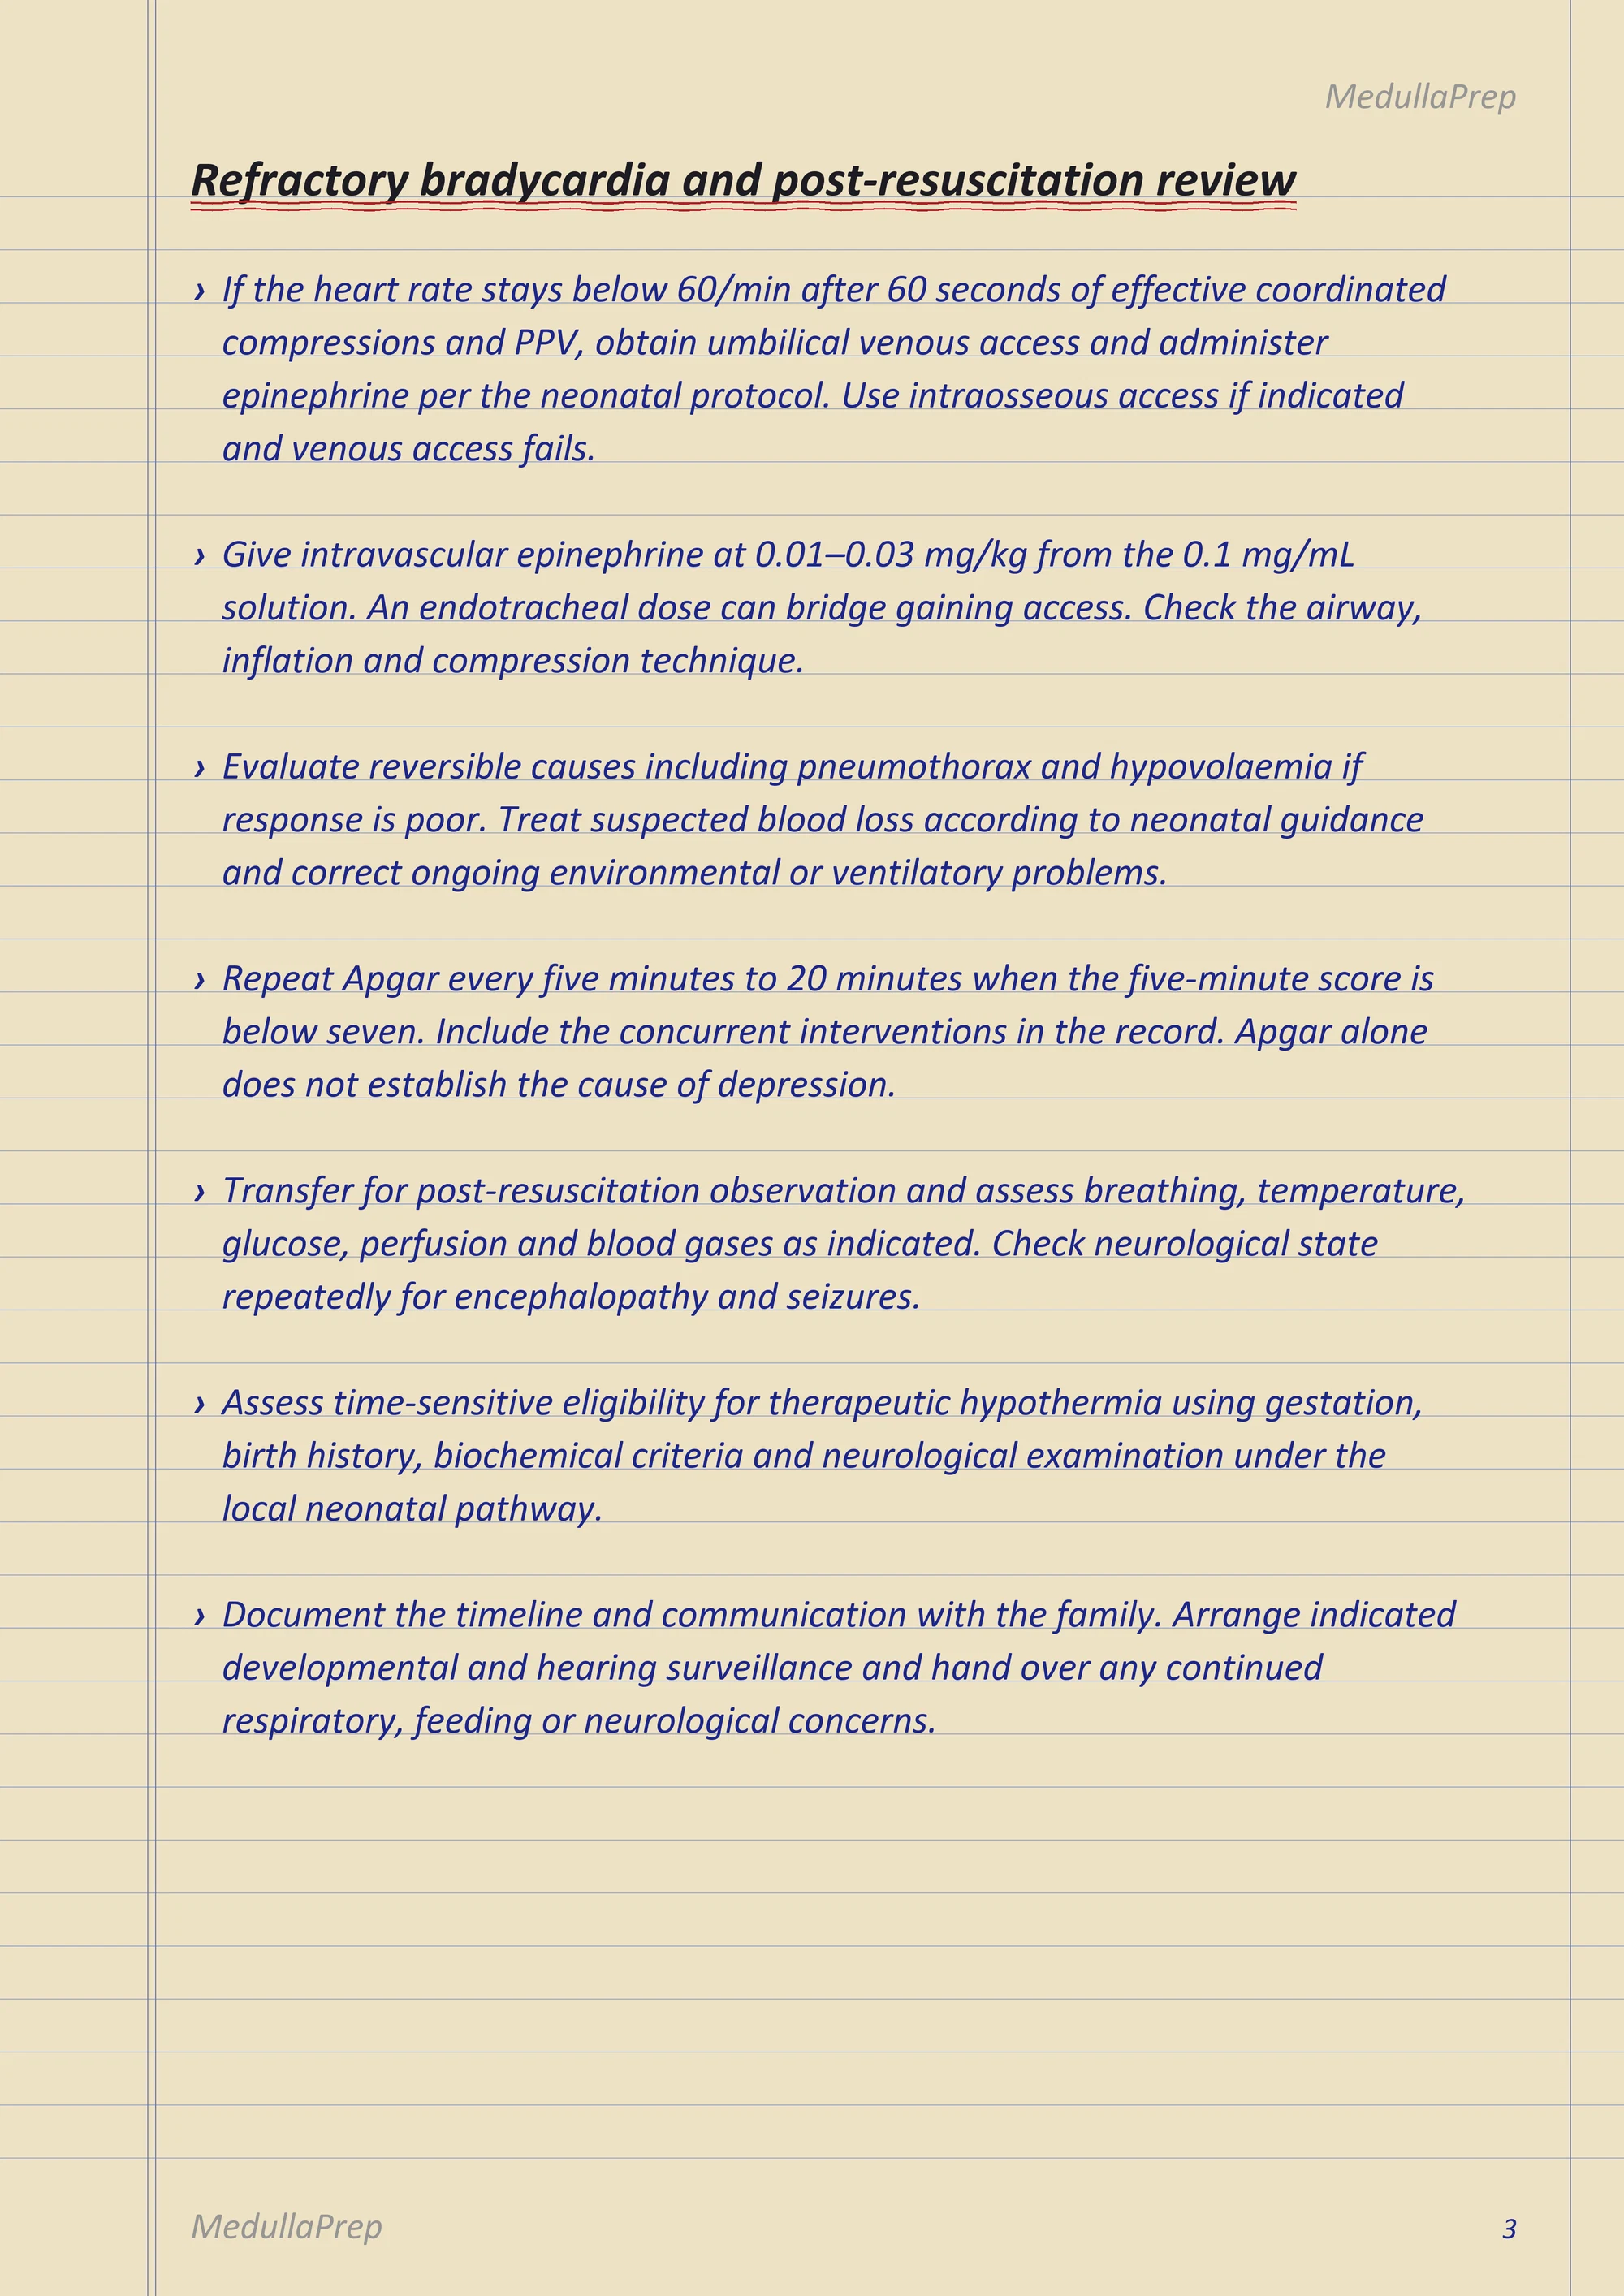 MedullaPrep
Refractory bradycardia and post-resuscitation review
› If the heart rate stays below 60/min after 60 seconds of effective coordinated
compressions and PPV, obtain umbilical venous access and administer
epinephrine per the neonatal protocol. Use intraosseous access if indicated
and venous access fails.
› Give intravascular epinephrine at 0.01–0.03 mg/kg from the 0.1 mg/mL
solution. An endotracheal dose can bridge gaining access. Check the airway,
inflation and compression technique.
› Evaluate reversible causes including pneumothorax and hypovolaemia if
response is poor. Treat suspected blood loss according to neonatal guidance
and correct ongoing environmental or ventilatory problems.
› Repeat Apgar every five minutes to 20 minutes when the five-minute score is
below seven. Include the concurrent interventions in the record. Apgar alone
does not establish the cause of depression.
› Transfer for post-resuscitation observation and assess breathing, temperature,
glucose, perfusion and blood gases as indicated. Check neurological state
repeatedly for encephalopathy and seizures.
› Assess time-sensitive eligibility for therapeutic hypothermia using gestation,
birth history, biochemical criteria and neurological examination under the
local neonatal pathway.
› Document the timeline and communication with the family. Arrange indicated
developmental and hearing surveillance and hand over any continued
respiratory, feeding or neurological concerns.
MedullaPrep
3